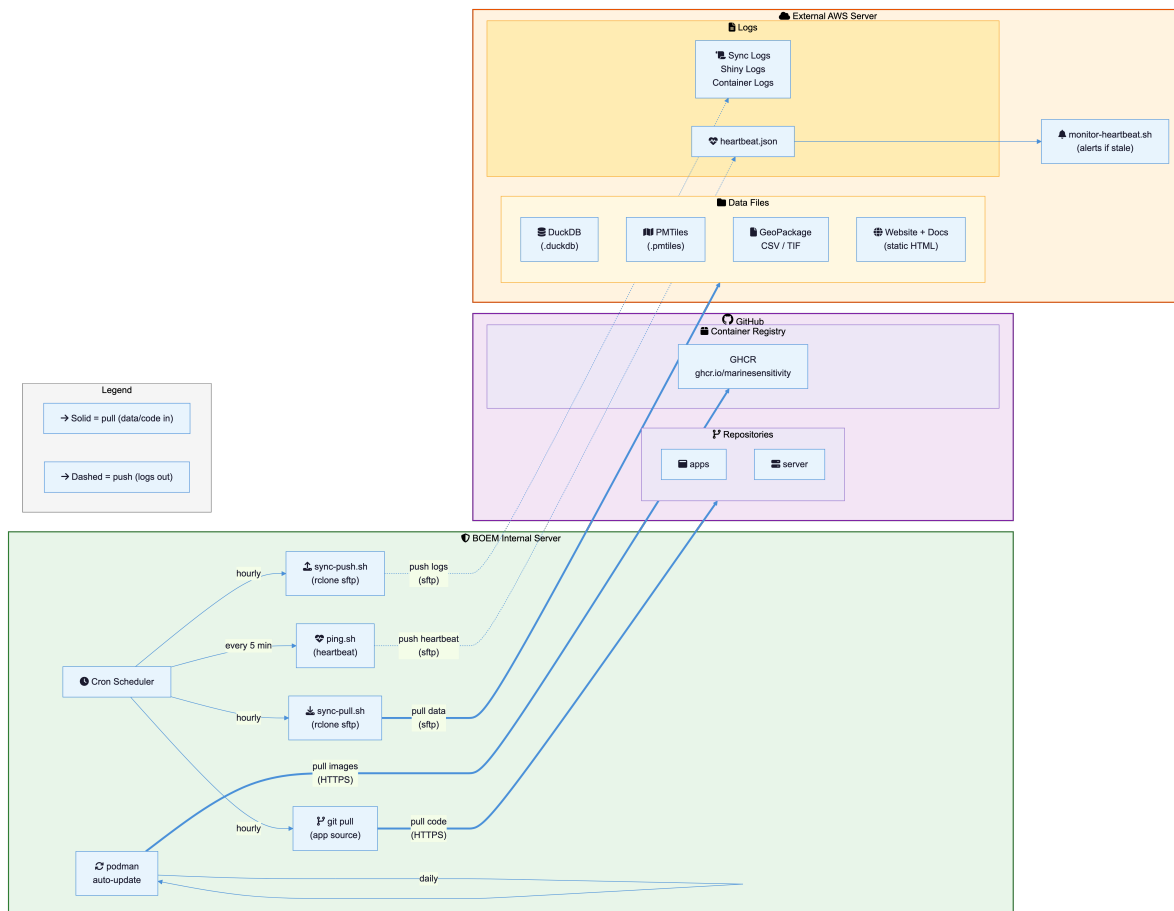 External AWS Server
Logs
Sync Logs
Shiny Logs
Container Logs
heartbeat.json
monitor-heartbeat.sh
(alerts if stale)
Data Files
DuckDB
(.duckdb)
PMTiles
(.pmtiles)
GeoPackage
CSV / TIF
Website + Docs
(static HTML)
GitHub
Container Registry
GHCR
ghcr.io/marinesensitivity
Repositories
apps
server
Legend
→ Solid = pull (data/code in)
→ Dashed = push (logs out)
BOEM Internal Server
hourly
sync-push.sh
(rclone sftp)
push logs
(sftp)
every 5 min
ping.sh
(heartbeat)
push heartbeat
(sftp)
Cron Scheduler
hourly
sync-pull.sh
(rclone sftp)
pull data
(sftp)
pull images
(HTTPS)
hourly
git pull
(app source)
pull code
(HTTPS)
podman
auto-update
daily